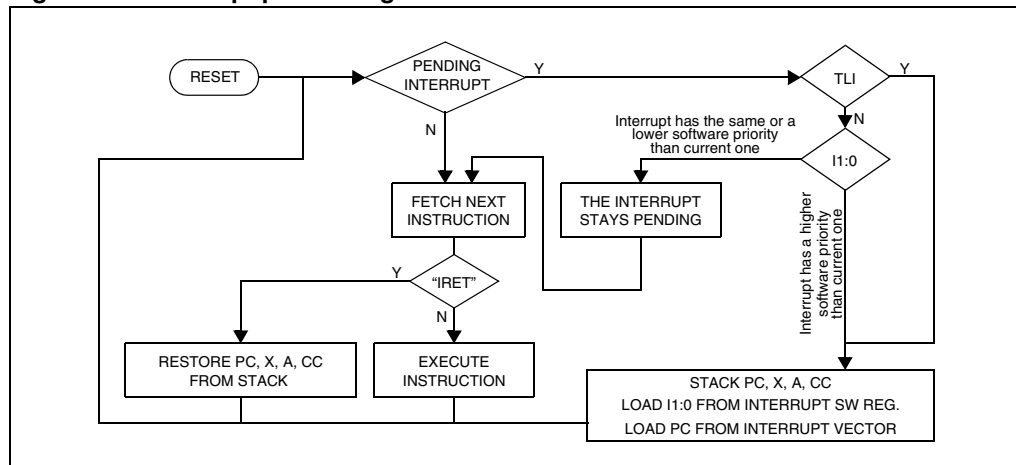 RESET
PENDING
INTERRUPT
Y
TLI
Y
N
N
Interrupt has the same or a
lower software priority
than current one
I1:0
FETCH NEXT
INSTRUCTION
THE INTERRUPT
STAYS PENDING
Interrupt has a higher
software priority
than current one
Y
“IRET”
N
RESTORE PC, X, A, CC
FROM STACK
EXECUTE
INSTRUCTION
STACK PC, X, A, CC
LOAD I1:0 FROM INTERRUPT SW REG.
LOAD PC FROM INTERRUPT VECTOR